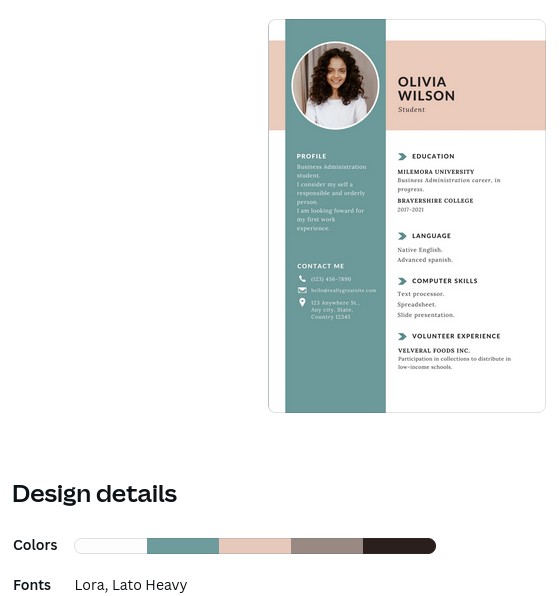 OLIVIA
WILSON
Student
PROFILE
Business Administration
student.
I consider my self a
responsible and orderly
person.
I am looking foward for
my first work
experience.
CONTACT ME
(123) 456-7890
hello@reallygreatsite.com
123 Anywhere St.,
Any city, State,
Country 12345
EDUCATION
MILEMORA UNIVERSITY
Business Administration career, in
progress.
BRAYERSHIRE COLLEGE
2017-2021
LANGUAGE
Native English.
Advanced spanish.
COMPUTER SKILLS
Text processor.
Spreadsheet.
Slide presentation.
VOLUNTEER EXPERIENCE
VELVERAL FOODS INC.
Participation in collections to distribute in
low-income schools.
Design details
Colors
Fonts Lora, Lato Heavy